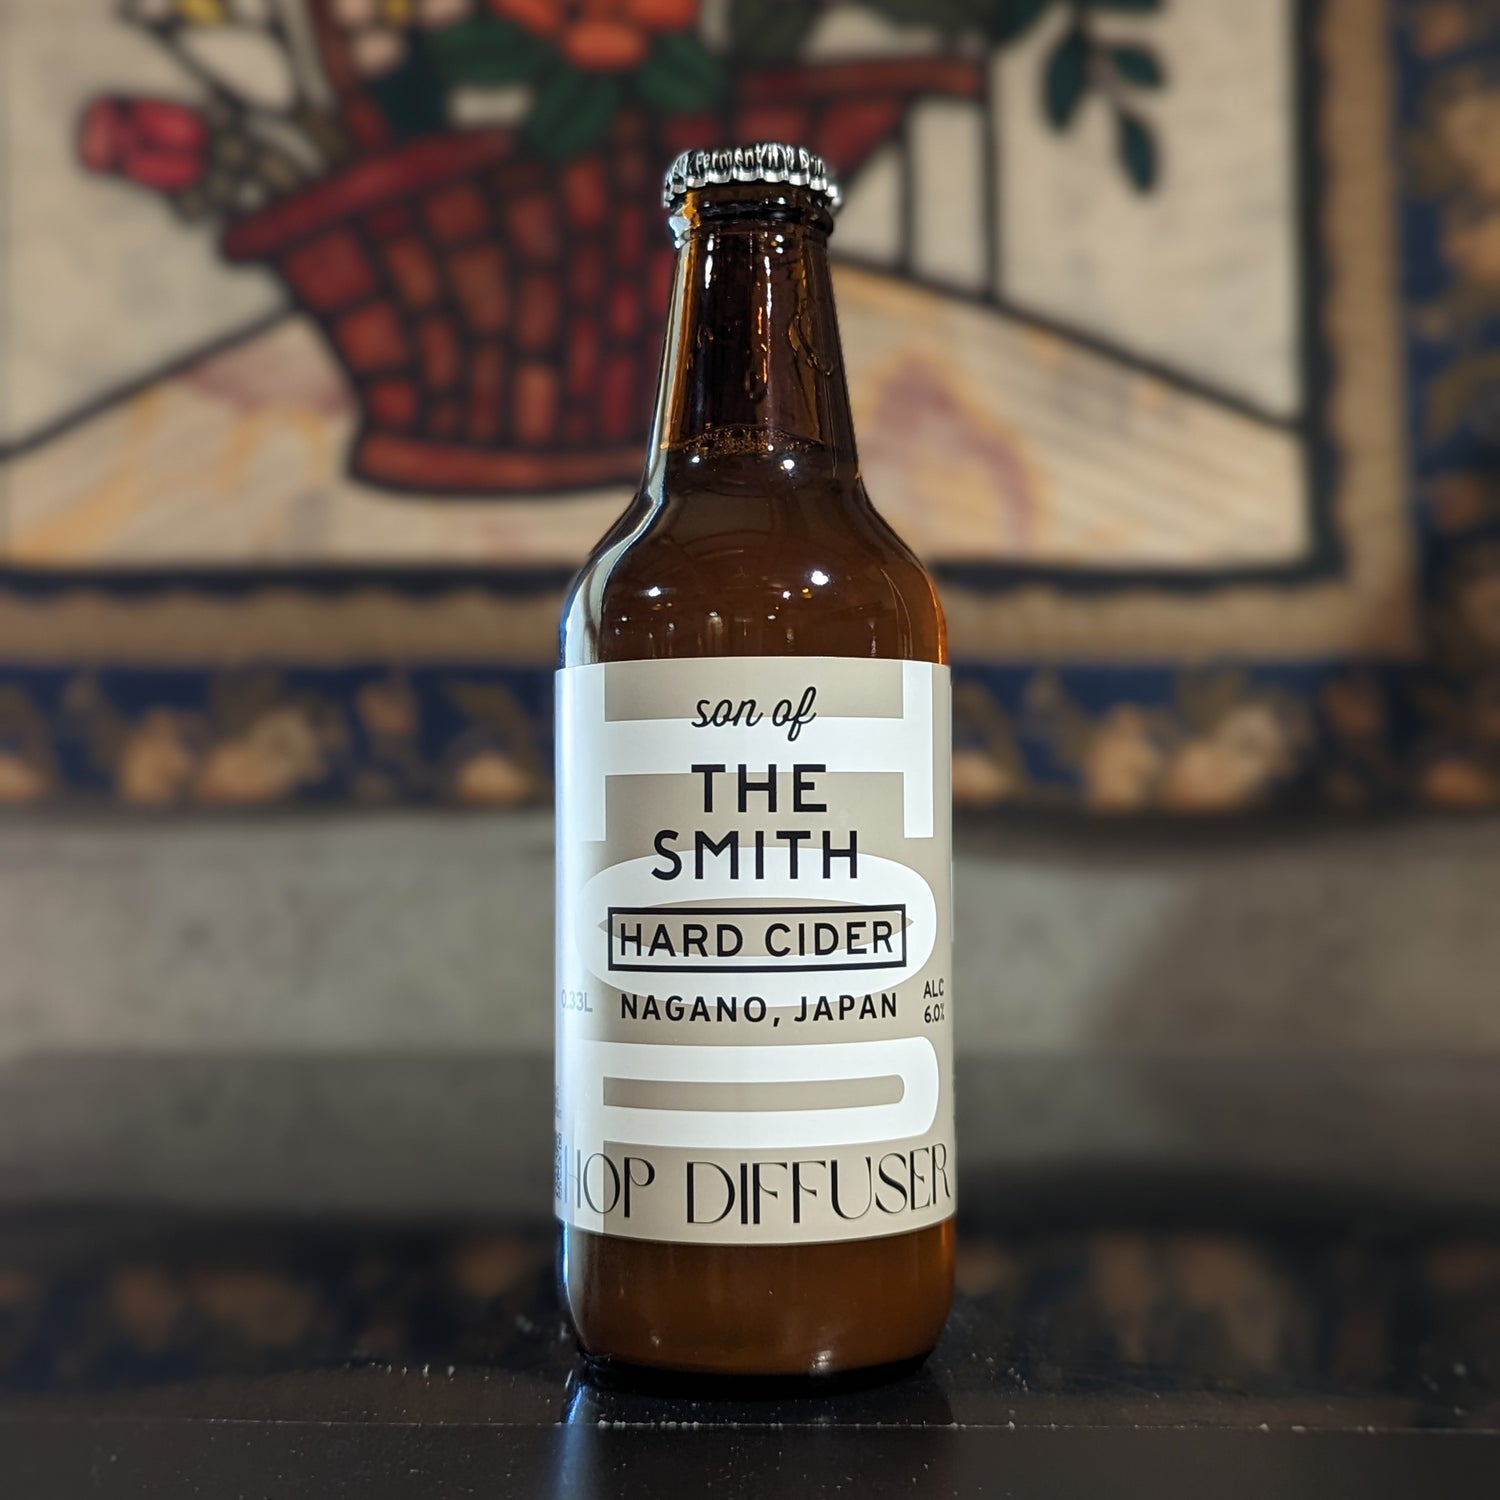 son of
THE
SMITH
HARD CIDER
0.33L
NAGANO, JAPAN
ALC
6.0%
HOP DIFFUSER